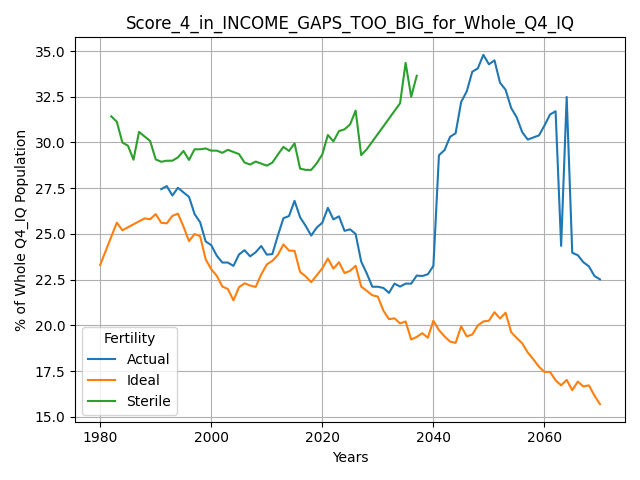 Score_4_in_INCOME_GAPS_TOO_BIG_for_Whole_Q4_IQ
% of Whole Q4_IQ Population
35.0
32.5
30.0
27.5
25.0
22.5
20.0
17.5
15.0
Fertility
Actual
Ideal
Sterile
1980
2000
2020
2040
2060
Years